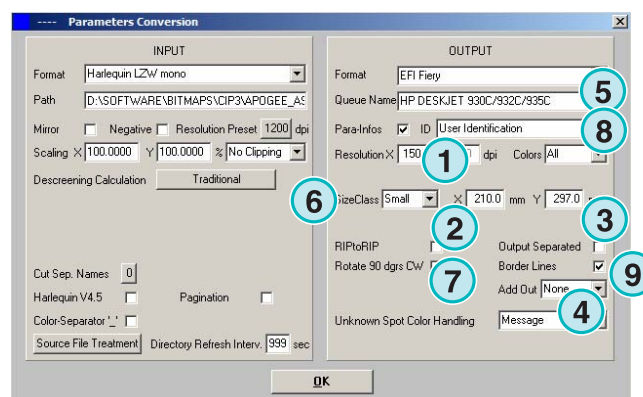 ---- Parameters Conversion
INPUT
Format Harlequin LZW mono
Path D:\SOFTWARE\BITMAPS\CIP3\APOGEE_AS
Mirror Negative Resolution Preset 1200 dpi
Scaling X 100.0000 Y 100.0000 % No Clipping
Descreening Calculation Traditional
Cut Sep. Names 0
Harlequin V4.5 Pagination
Color-Separator '_'
Source File Treatment Directory Refresh Interv. 999 sec
OUTPUT
Format EFI Fiery
Queue Name HP DESKJET 930C/932C/935C 5
Para-Infos ID User Identification 8
Resolution X 150 1 dpi Colors All
6 SizeClass Small X 210.0 mm Y 297.0
2 3
RIPtoRIP Output Separated
Rotate 90 dgrs CW 7 Border Lines 9
Add Out None
Unknown Spot Color Handling Message 4
OK